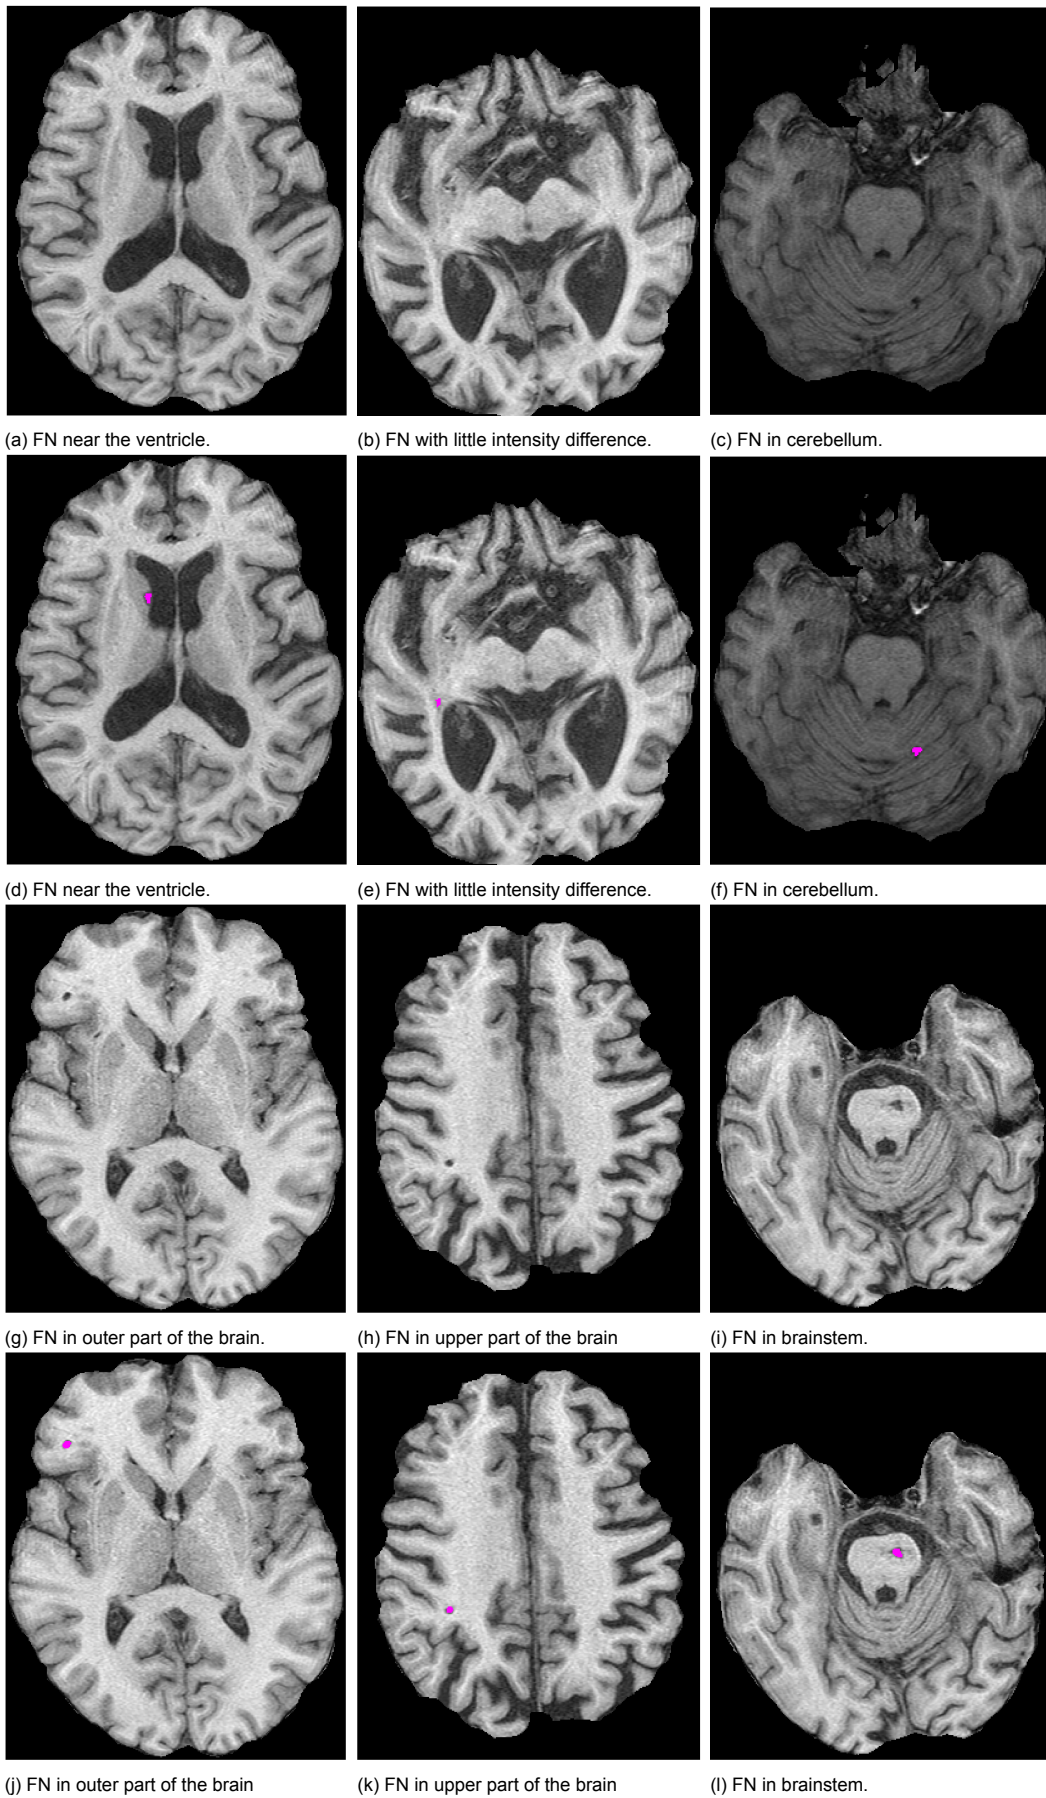 (a) FN near the ventricle.
(b) FN with little intensity difference.
(c) FN in cerebellum.
(d) FN near the ventricle.
(e) FN with little intensity difference.
(f) FN in cerebellum.
(g) FN in outer part of the brain.
(h) FN in upper part of the brain
(i) FN in brainstem.
(j) FN in outer part of the brain
(k) FN in upper part of the brain
(l) FN in brainstem.